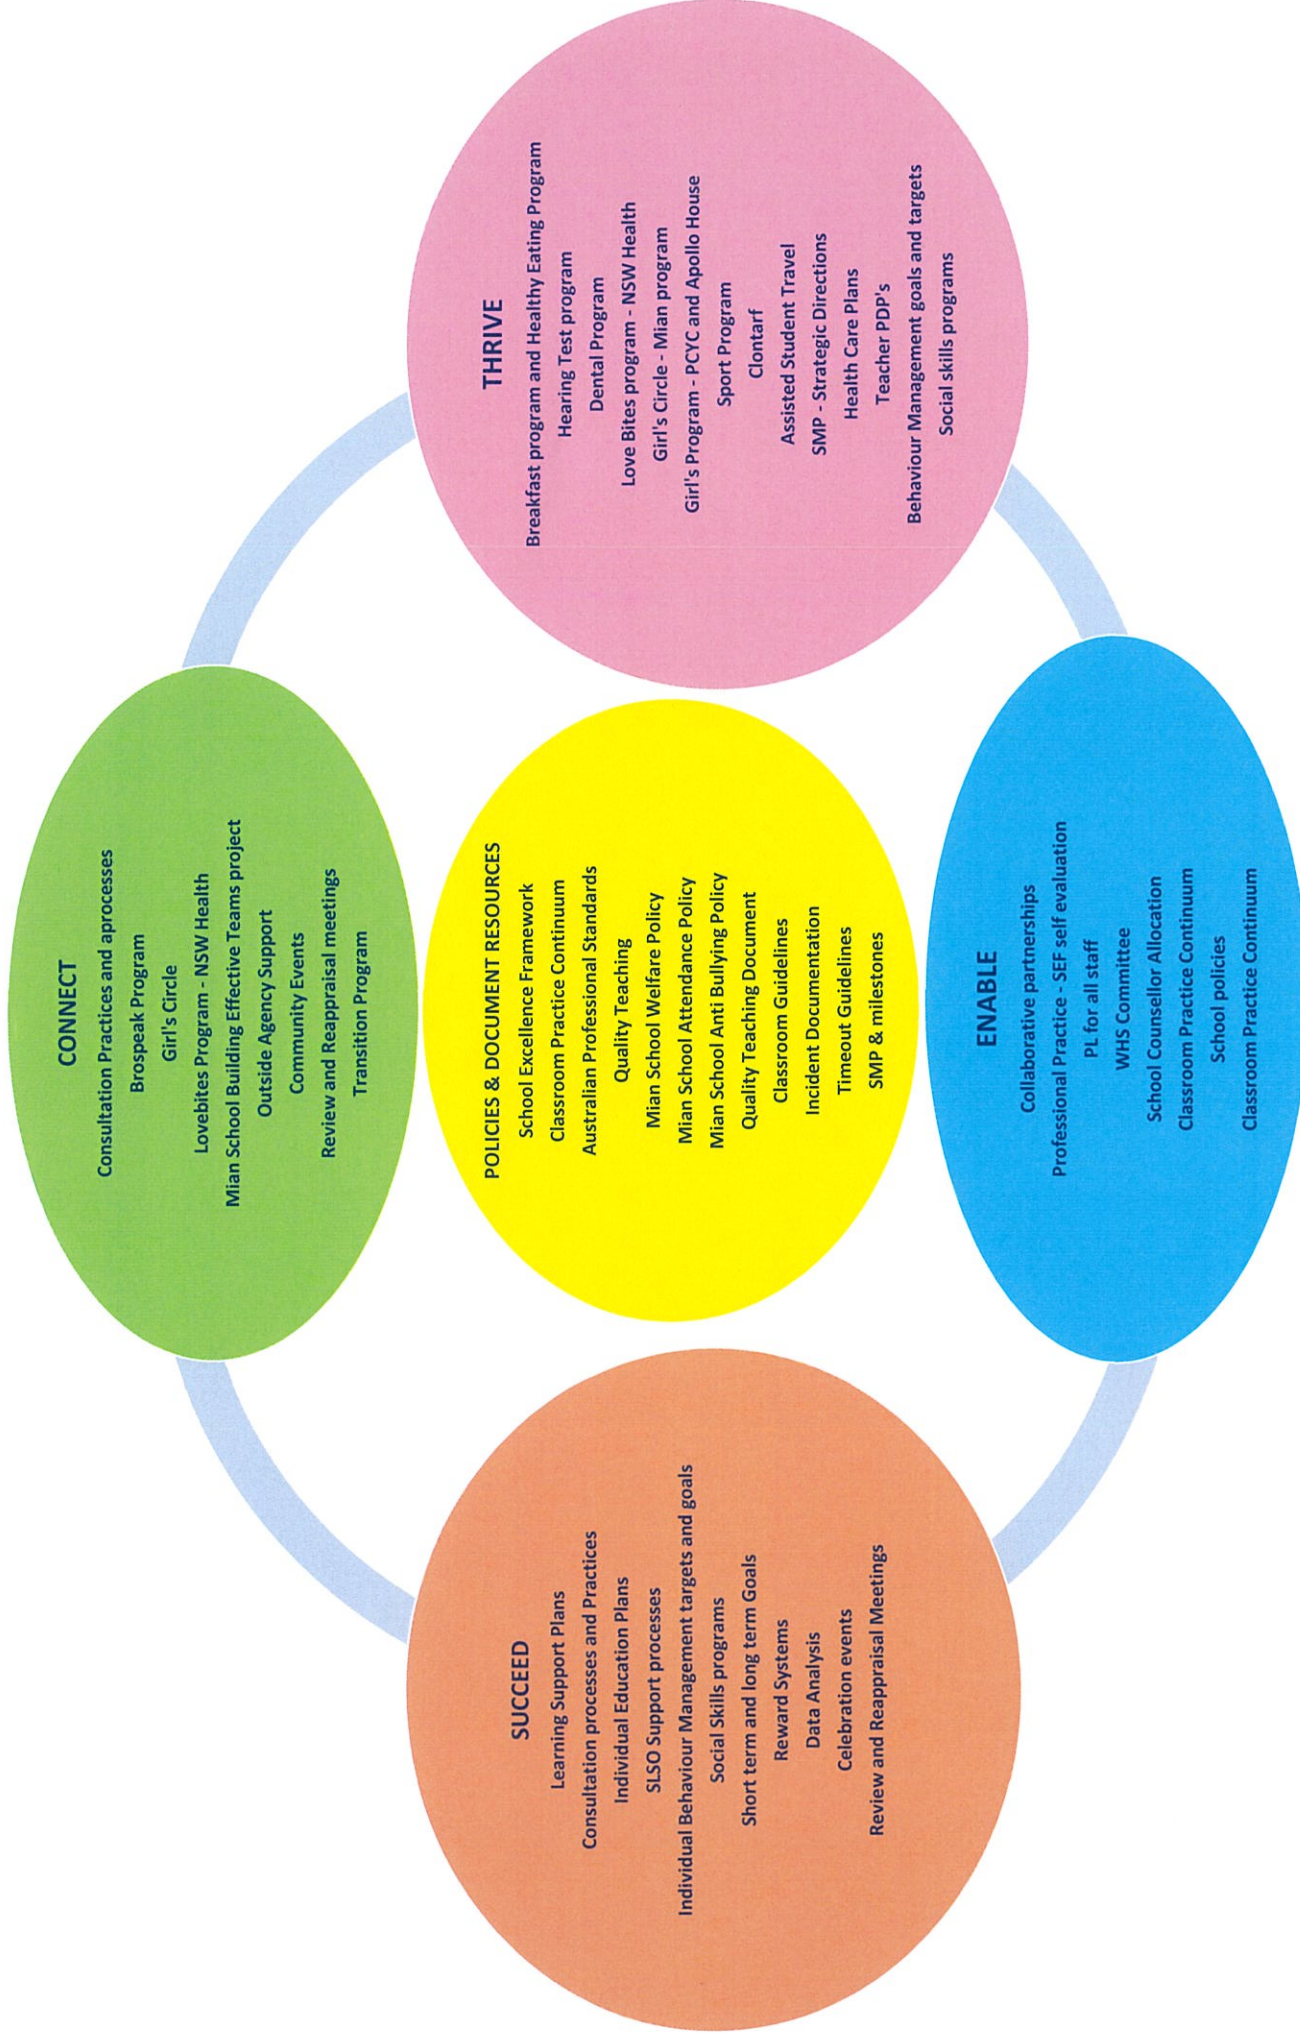 CONNECT
Consultation Practices and aprocesses
Brospeak Program
Girl's Circle
Lovebites Program - NSW Health
Mian School Building Effective Teams project
Outside Agency Support
Community Events
Review and Reappraisal meetings
Transition Program
SUCCEED
Learning Support Plans
Consultation processes and Practices
Individual Education Plans
SLSO Support processes
Individual Behaviour Management targets and goals
Social Skills programs
Short term and long term Goals
Reward Systems
Data Analysis
Celebration events
Review and Reappraisal Meetings
POLICIES & DOCUMENT RESOURCES
School Excellence Framework
Classroom Practice Continuum
Australian Professional Standards
Quality Teaching
Mian School Welfare Policy
Mian School Attendance Policy
Mian School Anti Bullying Policy
Quality Teaching Document
Classroom Guidelines
Incident Documentation
Timeout Guidelines
SMP & milestones
THRIVE
Breakfast program and Healthy Eating Program
Hearing Test program
Dental Program
Love Bites program - NSW Health
Girl's Circle - Mian program
Girl's Program - PCYC and Apollo House
Sport Program
Clontarf
Assisted Student Travel
SMP - Strategic Directions
Health Care Plans
Teacher PDP's
Behaviour Management goals and targets
Social skills programs
ENABLE
Collaborative partnerships
Professional Practice - SEF self evaluation
PL for all staff
WHS Committee
School Counsellor Allocation
Classroom Practice Continuum
School policies
Classroom Practice Continuum